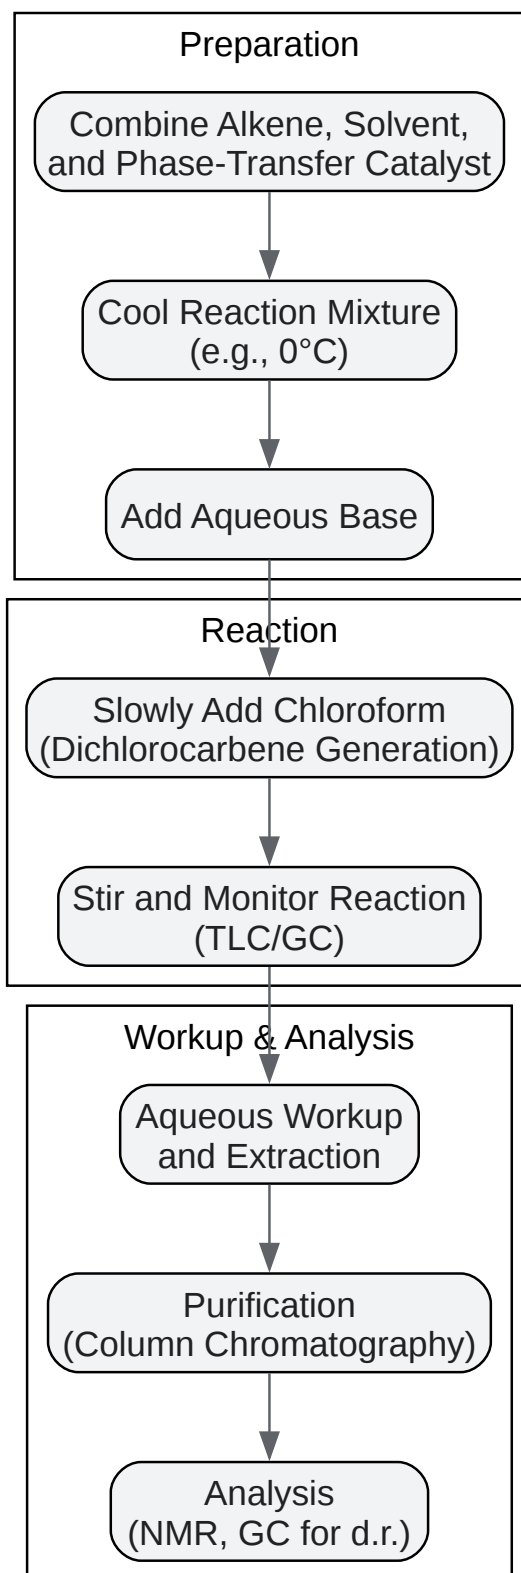 Preparation
Combine Alkene, Solvent,
and Phase-Transfer Catalyst
Cool Reaction Mixture
(e.g., 0°C)
Add Aqueous Base
Reaction
Slowly Add Chloroform
(Dichlorocarbene Generation)
Stir and Monitor Reaction
(TLC/GC)
Workup & Analysis
Aqueous Workup
and Extraction
Purification
(Column Chromatography)
Analysis
(NMR, GC for d.r.)